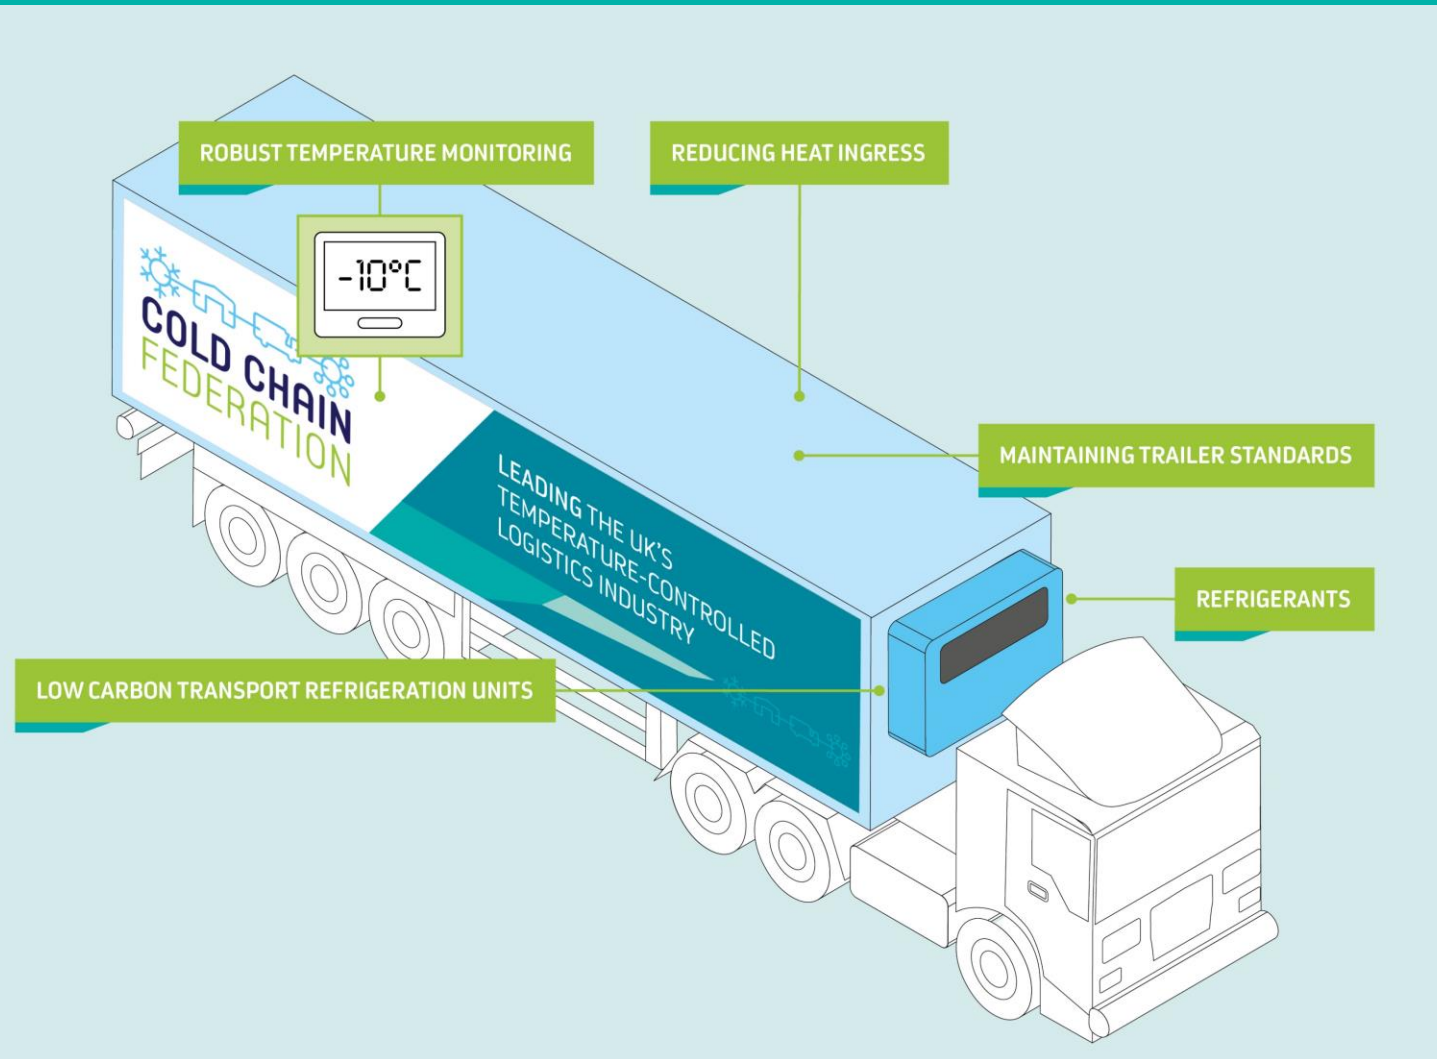 ROBUST TEMPERATURE MONITORING
REDUCING HEAT INGRESS
-10°C
COLD CHAIN
FEDERATION
MAINTAINING TRAILER STANDARDS
LEADING THE UK'S
TEMPERATURE-CONTROLLED
LOGISTICS INDUSTRY
REFRIGERANTS
LOW CARBON TRANSPORT REFRIGERATION UNITS